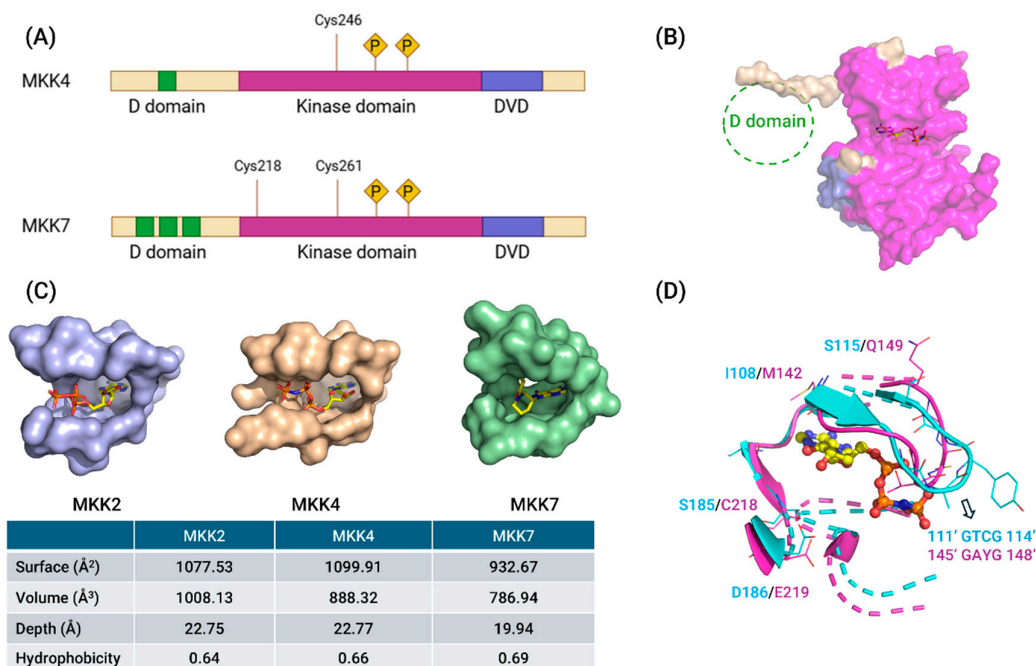 (A)
Cys246
P P
MKK4
D domain Kinase domain DVD
Cys218 Cys261
P P
MKK7
D domain Kinase domain DVD
(B)
D domain
(C)
MKK2 MKK4 MKK7
MKK2 MKK4 MKK7
Surface (Å²) 1077.53 1099.91 932.67
Volume (Å³) 1008.13 888.32 786.94
Depth (Å) 22.75 22.77 19.94
Hydrophobicity 0.64 0.66 0.69
(D)
S115/Q149
I108/M142
S185/C218
111’ GTCG 114’
145’ GAYG 148’
D186/E219